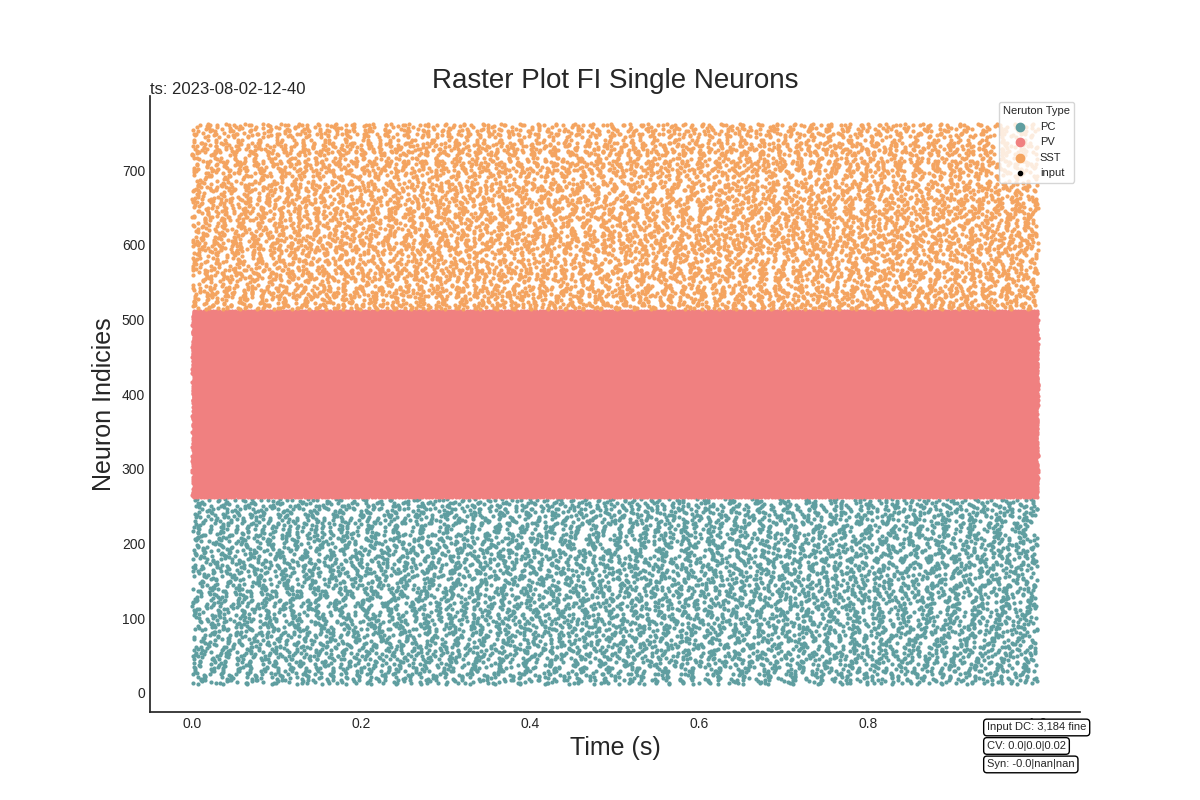 Raster Plot FI Single Neurons
ts: 2023-08-02-12-40
Neruton Type
PC
PV
SST
input
Neuron Indicies
700
600
500
400
300
200
100
0
0.0 0.2 0.4 0.6 0.8
Time (s)
Input DC: 3,184 fine
CV: 0.0|0.0|0.02
Syn: -0.0|nan|nan